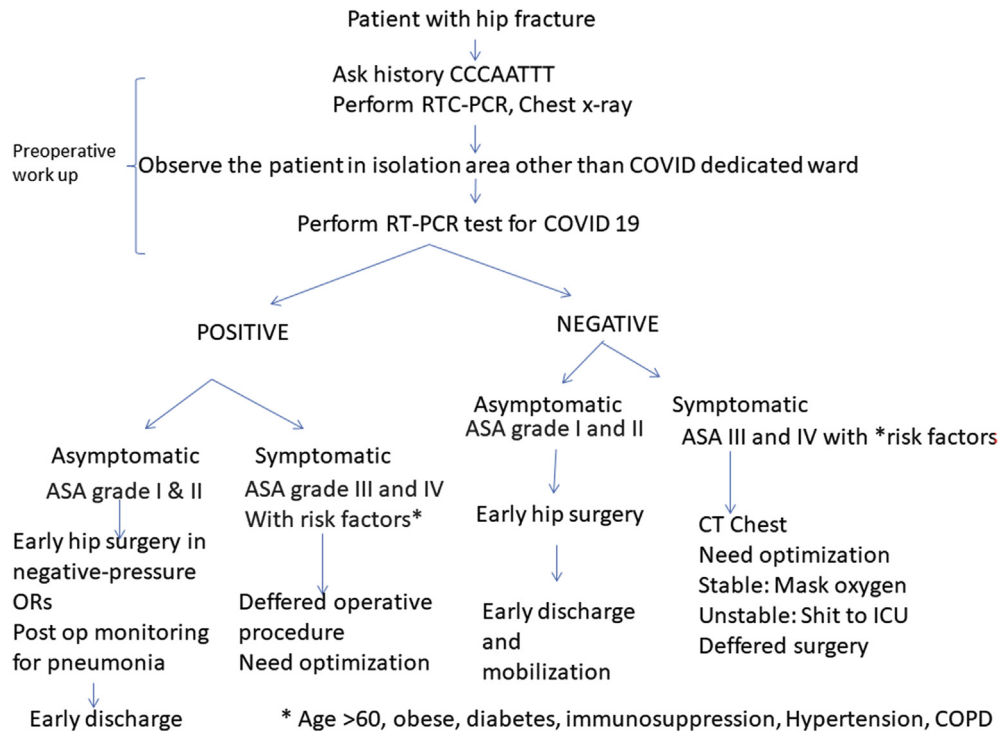 Patient with hip fracture
Ask history CCCAATTT
Perform RTC-PCR, Chest x-ray
Preoperative
work up
Observe the patient in isolation area other than COVID dedicated ward
Perform RT-PCR test for COVID 19
POSITIVE
NEGATIVE
Asymptomatic
ASA grade I & II
Early hip surgery in
negative-pressure
ORs
Post op monitoring
for pneumonia
Early discharge
Symptomatic
ASA grade III and IV
With risk factors*
Deffered operative
procedure
Need optimization
Asymptomatic
ASA grade I and II
Early hip surgery
Early discharge
and
mobilization
Symptomatic
ASA III and IV with *risk factors
CT Chest
Need optimization
Stable: Mask oxygen
Unstable: Shit to ICU
Deffered surgery
* Age >60, obese, diabetes, immunosuppression, Hypertension, COPD